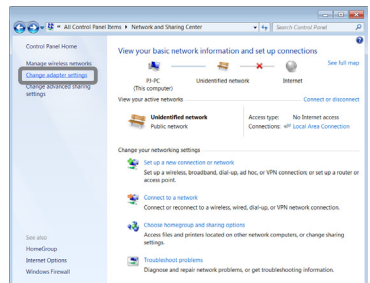 All Control Panel Items
Network and Sharing Center
Search Control Panel
Control Panel Home
Manage wireless networks
Change adapter settings
Change advanced sharing
settings
View your basic network information and set up connections
See full map
PJ-PC
(This computer)
Unidentified network
Internet
View your active networks
Connect or disconnect
Unidentified network
Public network
Access type: No Internet access
Connections: Local Area Connection
Change your networking settings
Set up a new connection or network
Set up a wireless, broadband, dial-up, ad hoc, or VPN connection; or set up a router or
access point.
Connect to a network
Connect or reconnect to a wireless, wired, dial-up, or VPN network connection.
Choose homegroup and sharing options
Access files and printers located on other network computers, or change sharing
settings.
Troubleshoot problems
Diagnose and repair network problems, or get troubleshooting information.
See also
HomeGroup
Internet Options
Windows Firewall